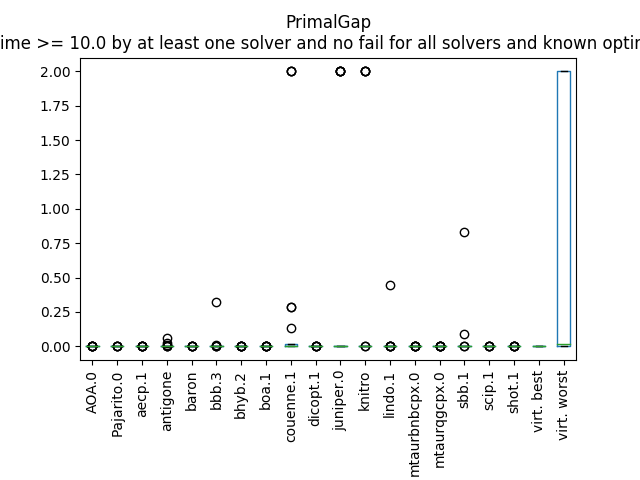 PrimalGap
ime >= 10.0 by at least one solver and no fail for all solvers and known optim
2.00
1.75
1.50
1.25
1.00
0.75
0.50
0.25
0.00
AOA.0
Pajarito.0
aecp.1
antigone
baron
bbb.3
bhyb.2
boa.1
couenne.1
dicopt.1
juniper.0
knitro
lindo.1
mtaurbnbcpx.0
mtaurqgcpx.0
sbb.1
scip.1
shot.1
virt. best
virt. worst